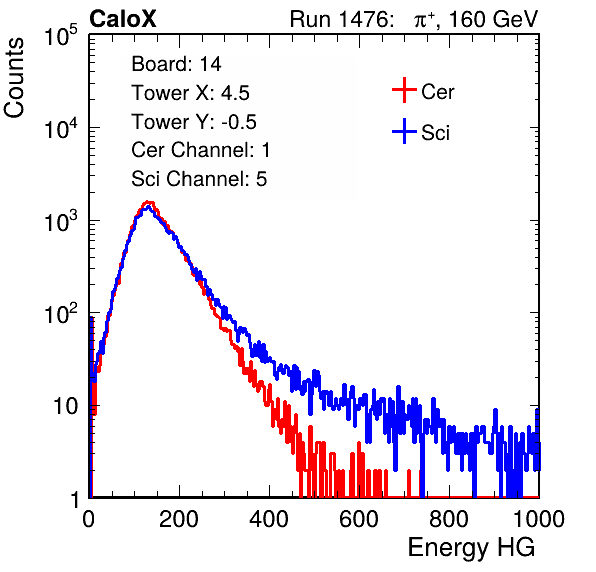 CaloX Run 1476: π⁺, 160 GeV
Counts
10⁵
10⁴
10³
10²
10
1
Board: 14
Tower X: 4.5
Tower Y: -0.5
Cer Channel: 1
Sci Channel: 5
Cer
Sci
0 200 400 600 800 1000
Energy HG